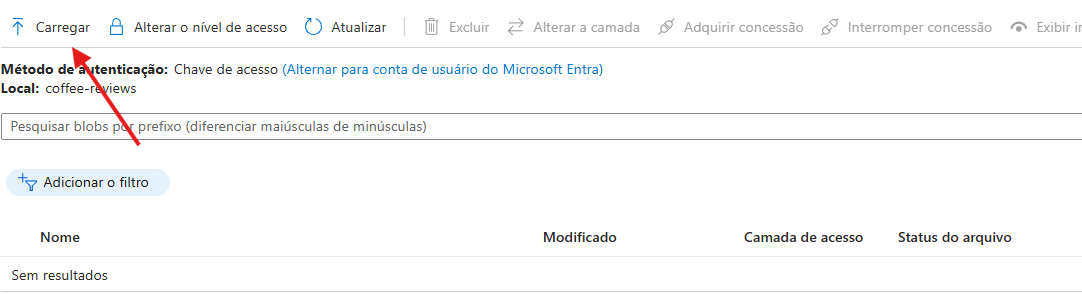 Carregar Alterar o nível de acesso Atualizar Excluir Alterar a camada Adquirir concessão Interromper concessão Exibir
Método de autenticação: Chave de acesso (Alternar para conta de usuário do Microsoft Entra)
Local: coffee-reviews
Pesquisar blobs por prefixo (diferenciar maiúsculas de minúsculas)
Adicionar o filtro
Nome Modificado Camada de acesso Status do arquivo
Sem resultados